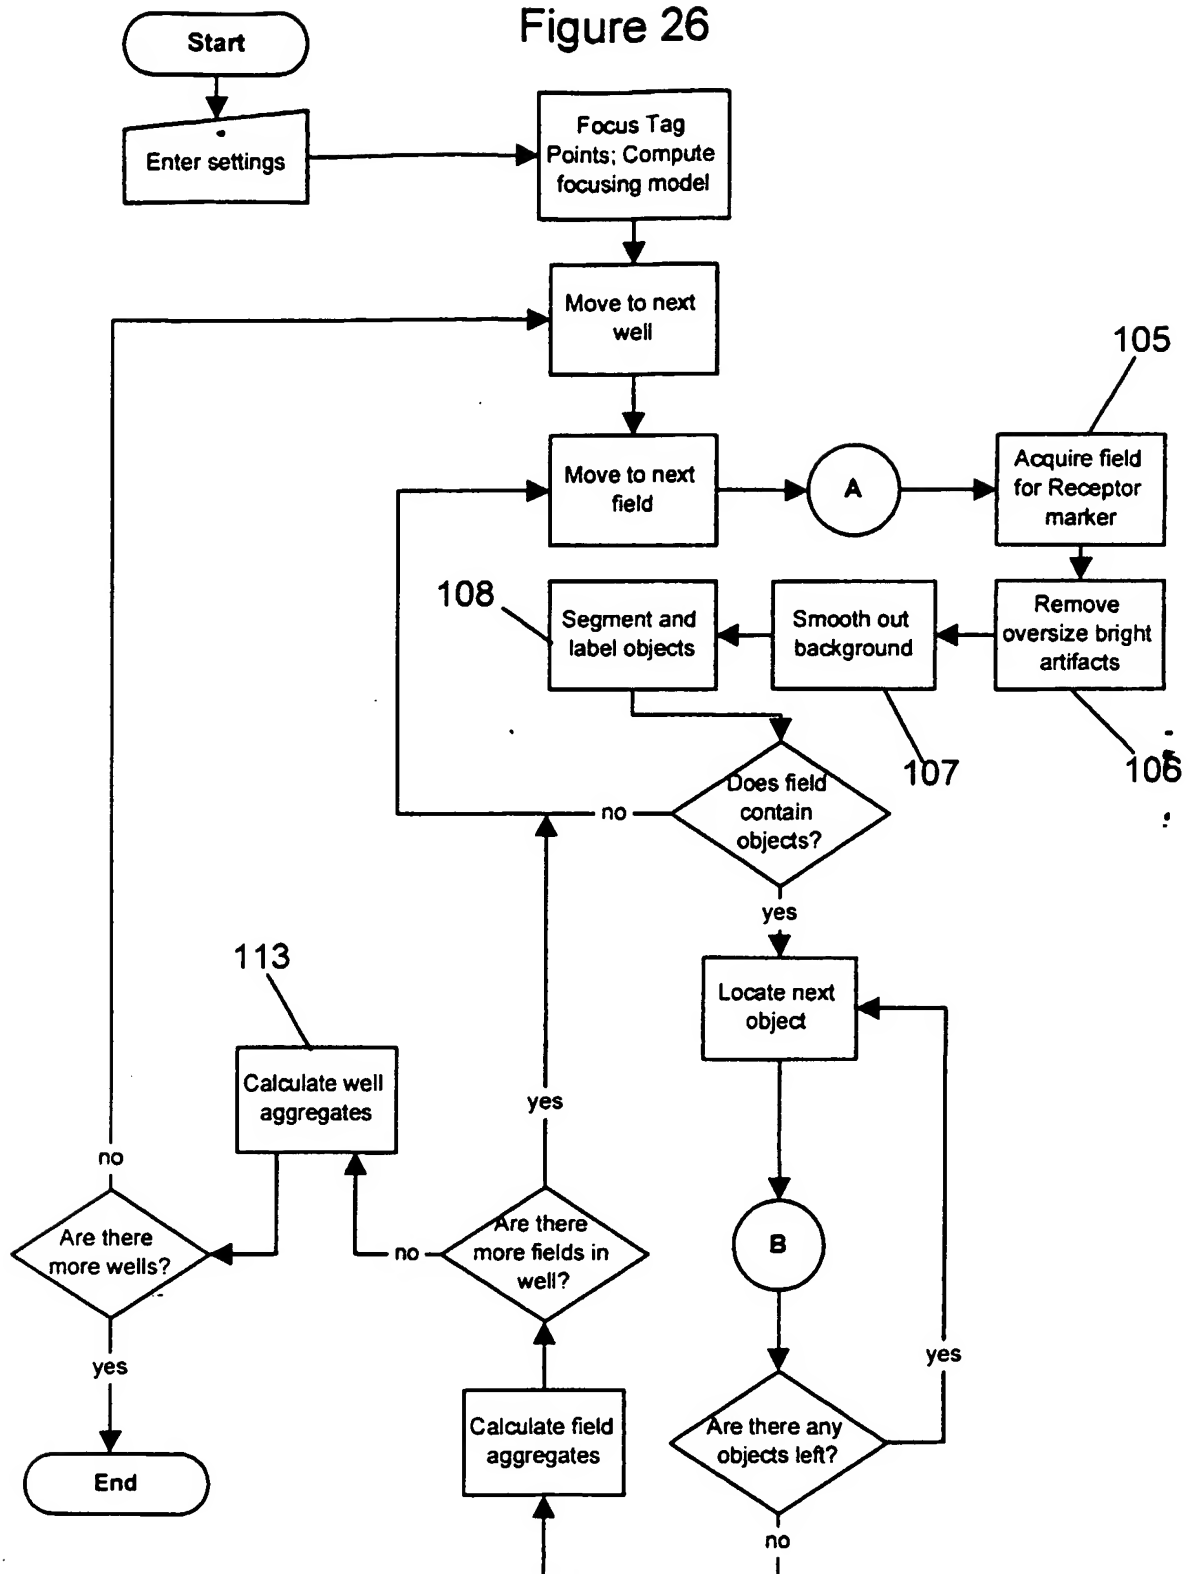 Figure 26
Start
Enter settings
Focus Tag
Points; Compute
focusing model
Move to next
well
105
Move to next
field
A
Acquire field
for Receptor
marker
108
Segment and
label objects
Smooth out
background
Remove
oversize bright
artifacts
107
106
Does field
contain
objects?
no
yes
113
Locate next
object
Calculate well
aggregates
yes
no
Are there
more wells?
no
Are there
more fields in
well?
B
yes
yes
Calculate field
aggregates
Are there any
objects left?
End
no